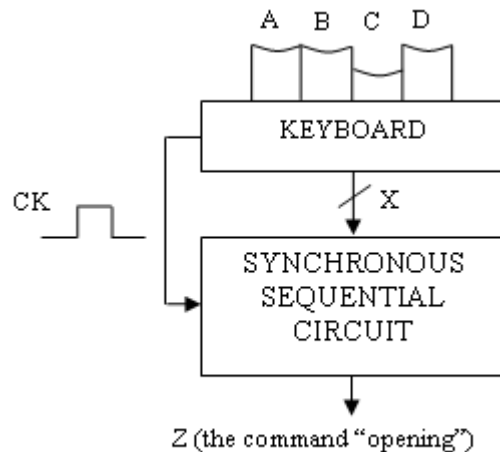 A B C D
KEYBOARD
CK
X
SYNCHRONOUS
SEQUENTIAL
CIRCUIT
Z (the command “opening”)